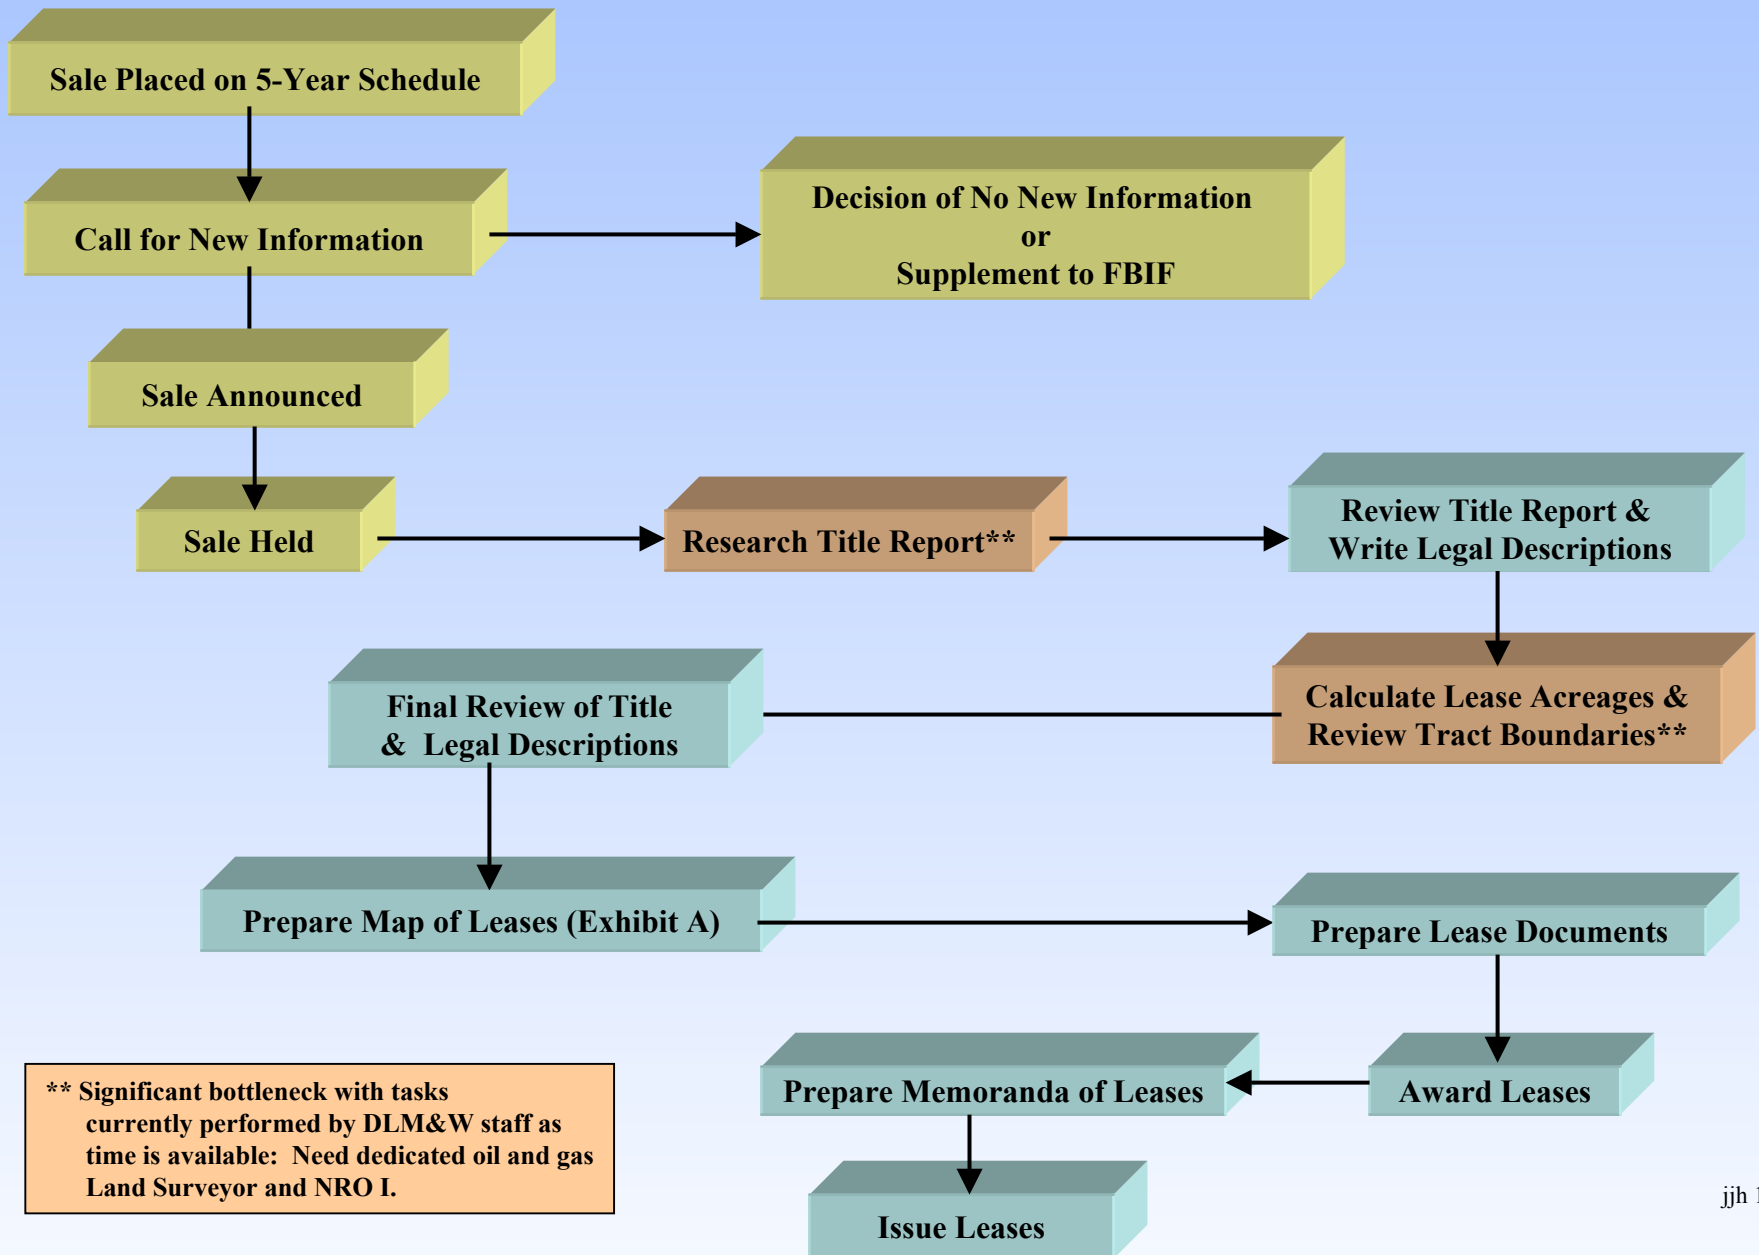 Sale Placed on 5-Year Schedule
Call for New Information
Decision of No New Information
or
Supplement to FBIF
Sale Announced
Sale Held
Research Title Report**
Review Title Report &
Write Legal Descriptions
Final Review of Title
& Legal Descriptions
Calculate Lease Acreages &
Review Tract Boundaries**
Prepare Map of Leases (Exhibit A)
Prepare Lease Documents
Prepare Memoranda of Leases
Award Leases
Issue Leases
** Significant bottleneck with tasks
currently performed by DLM&W staff as
time is available: Need dedicated oil and gas
Land Surveyor and NRO I.
jjh